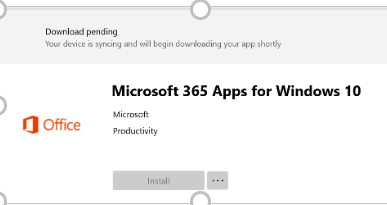 Download pending
Your device is syncing and will begin downloading your app shortly
Microsoft 365 Apps for Windows 10
Microsoft
Office
Productivity
Install
...